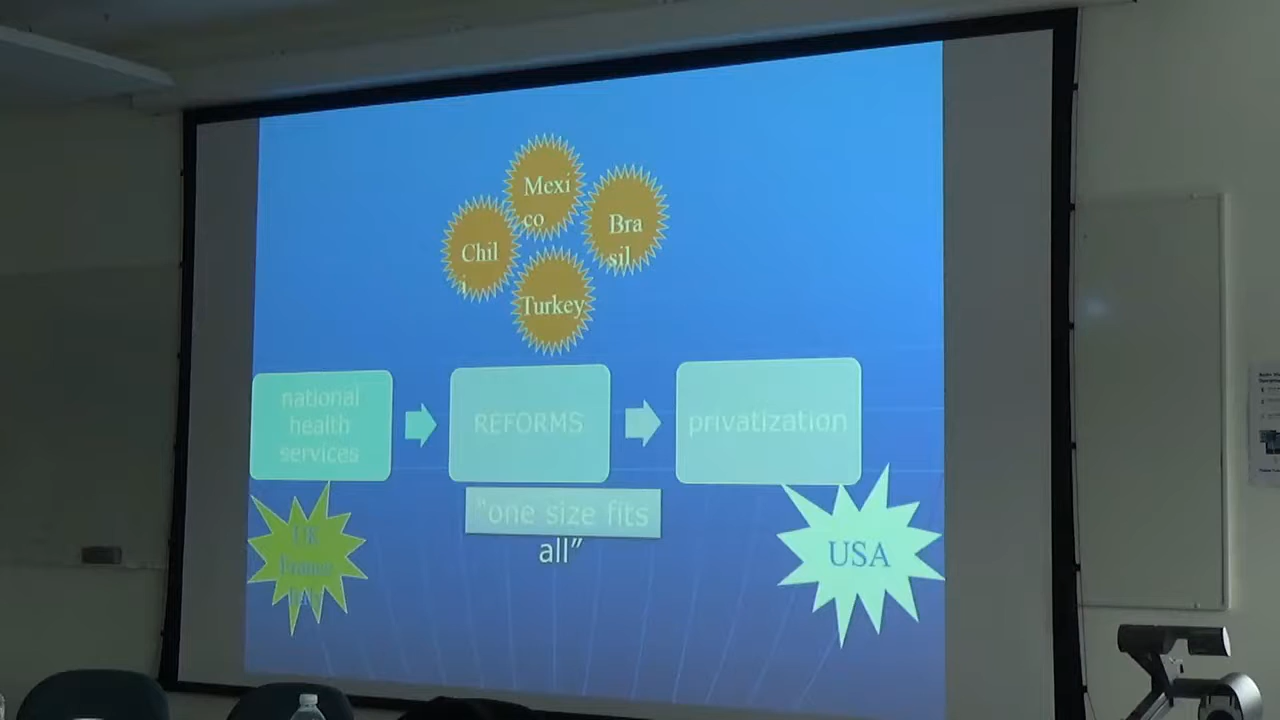 Mexi
co
Bra
sil
Chil
i
Turkey
national
health
services
REFORMS
privatization
"one size fits
all”
UK
France
USA